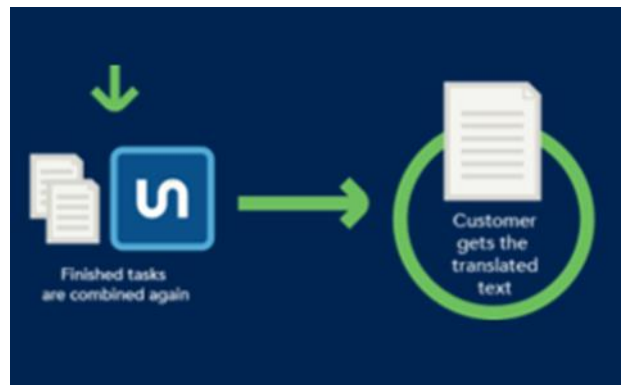 Finished tasks
are combined again
Customer
gets the
translated
text